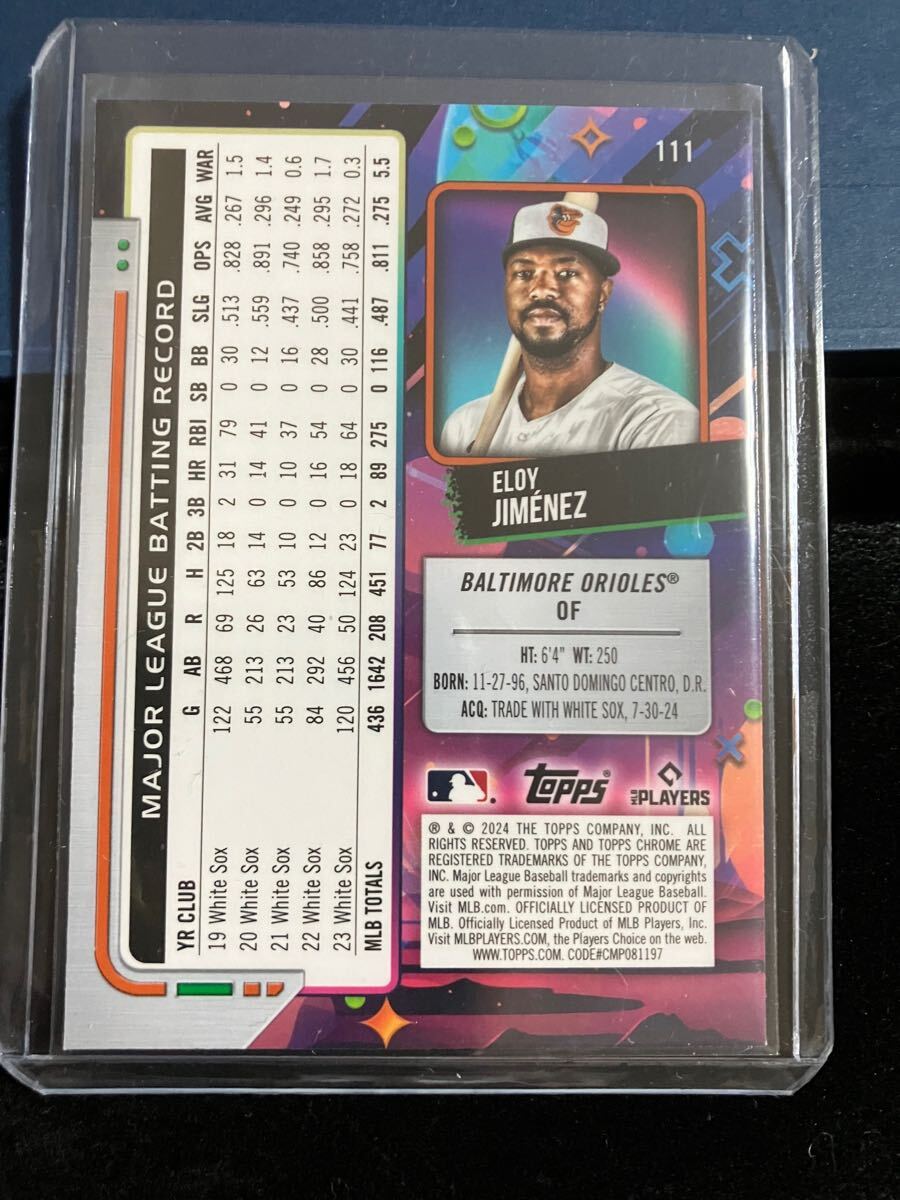 MAJOR LEAGUE BATTING RECORD
YR CLUB G AB R H 2B 3B HR RBI SB BB SLG OPS AVG WAR
19 White Sox 122 468 69 125 18 2 31 79 0 30 .513 .828 .267 1.5
20 White Sox 55 213 26 63 14 0 14 41 0 12 .559 .891 .296 1.4
21 White Sox 55 213 23 53 10 0 10 37 0 16 .437 .740 .249 0.6
22 White Sox 84 292 40 86 12 0 16 54 0 28 .500 .858 .295 1.7
23 White Sox 120 456 50 124 23 0 18 64 0 30 .441 .758 .272 0.3
MLB TOTALS 436 1642 208 451 77 2 89 275 0 116 .487 .811 .275 5.5
111
ELOY
JIMÉNEZ
BALTIMORE ORIOLES®
OF
HT: 6'4" WT: 250
BORN: 11-27-96, SANTO DOMINGO CENTRO, D.R.
ACQ: TRADE WITH WHITE SOX, 7-30-24
Topps®
MLB PLAYERS
® & © 2024 THE TOPPS COMPANY, INC. ALL
RIGHTS RESERVED. TOPPS AND TOPPS CHROME ARE
REGISTERED TRADEMARKS OF THE TOPPS COMPANY,
INC. Major League Baseball trademarks and copyrights
are used with permission of Major League Baseball.
Visit MLB.com. OFFICIALLY LICENSED PRODUCT OF
MLB. Officially Licensed Product of MLB Players, Inc.
Visit MLBPLAYERS.COM, the Players Choice on the web.
WWW.TOPPS.COM. CODE#CMP081197